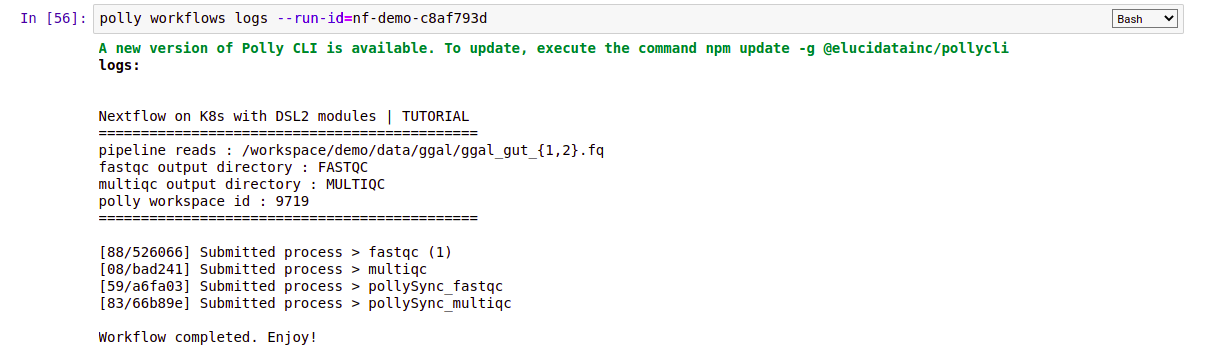 In [56]: polly workflows logs --run-id=nf-demo-c8af793d Bash
A new version of Polly CLI is available. To update, execute the command npm update -g @elucidatainc/pollycli
logs:
Nextflow on K8s with DSL2 modules | TUTORIAL
=============================================
pipeline reads : /workspace/demo/data/ggal/ggal_gut_{1,2}.fq
fastqc output directory : FASTQC
multiqc output directory : MULTIQC
polly workspace id : 9719
=============================================
[88/526066] Submitted process > fastqc (1)
[08/bad241] Submitted process > multiqc
[59/a6fa03] Submitted process > pollySync_fastqc
[83/66b89e] Submitted process > pollySync_multiqc
Workflow completed. Enjoy!